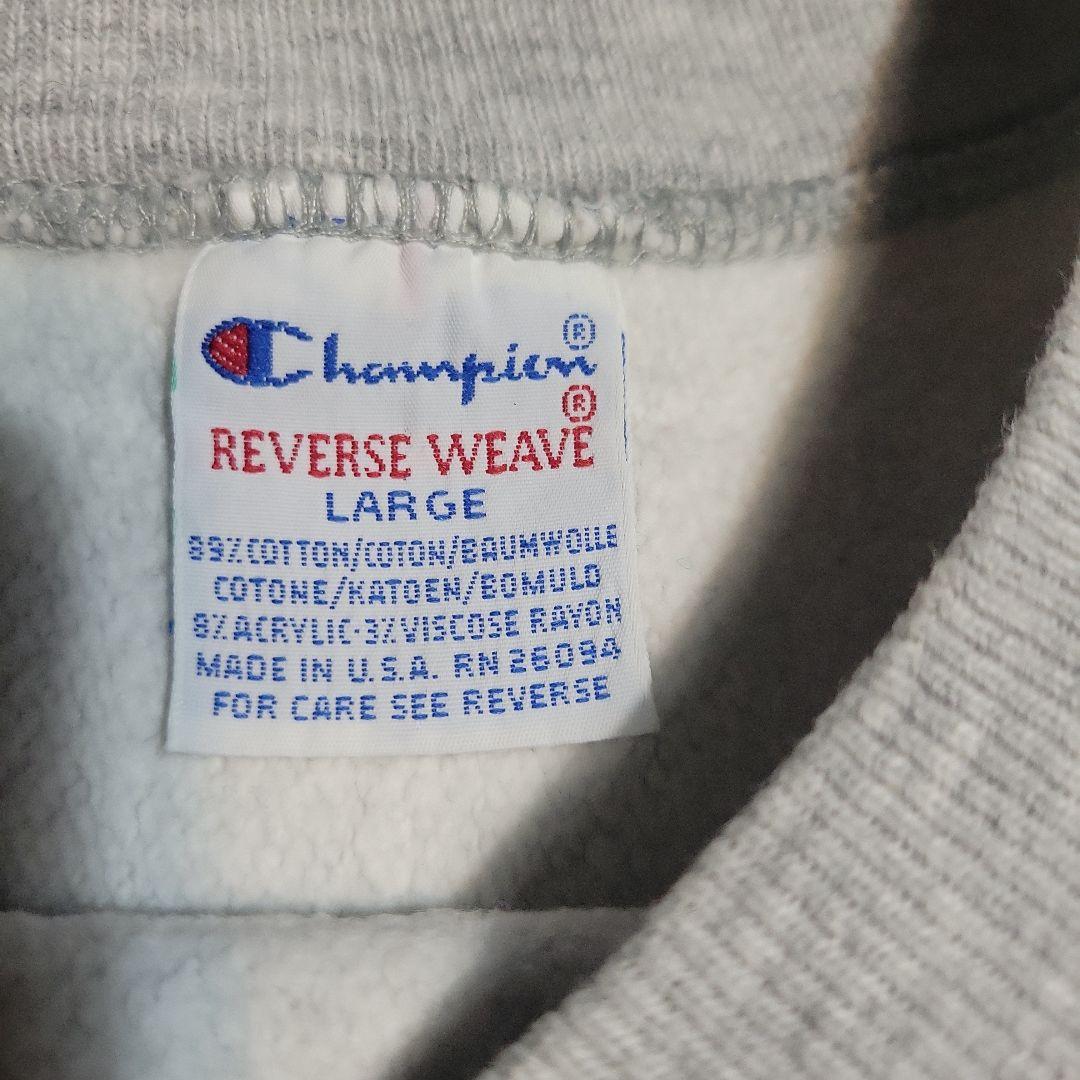 Champion®
REVERSE WEAVE®
LARGE
89% COTTON/COTON/BAUMWOLLE
COTONE/KATOEN/BOMULD
8% ACRYLIC·3% VISCOSE RAYON
MADE IN U.S.A. RN 26094
FOR CARE SEE REVERSE